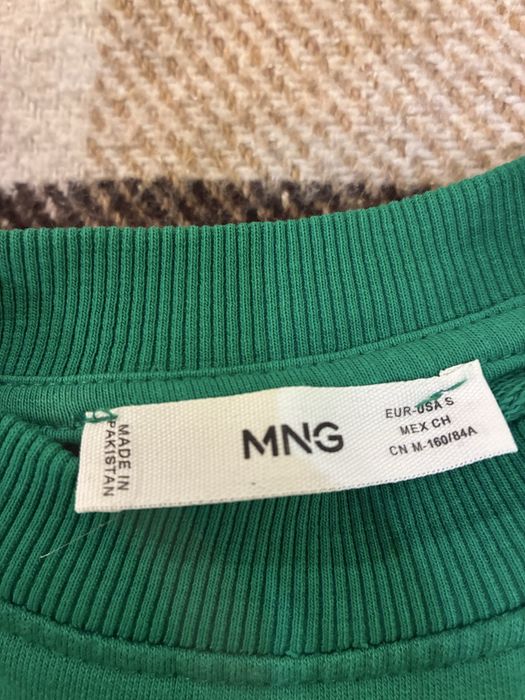 MADE IN
PAKISTAN
MNG
EUR-USA S
MEX CH
CN M-160/84A